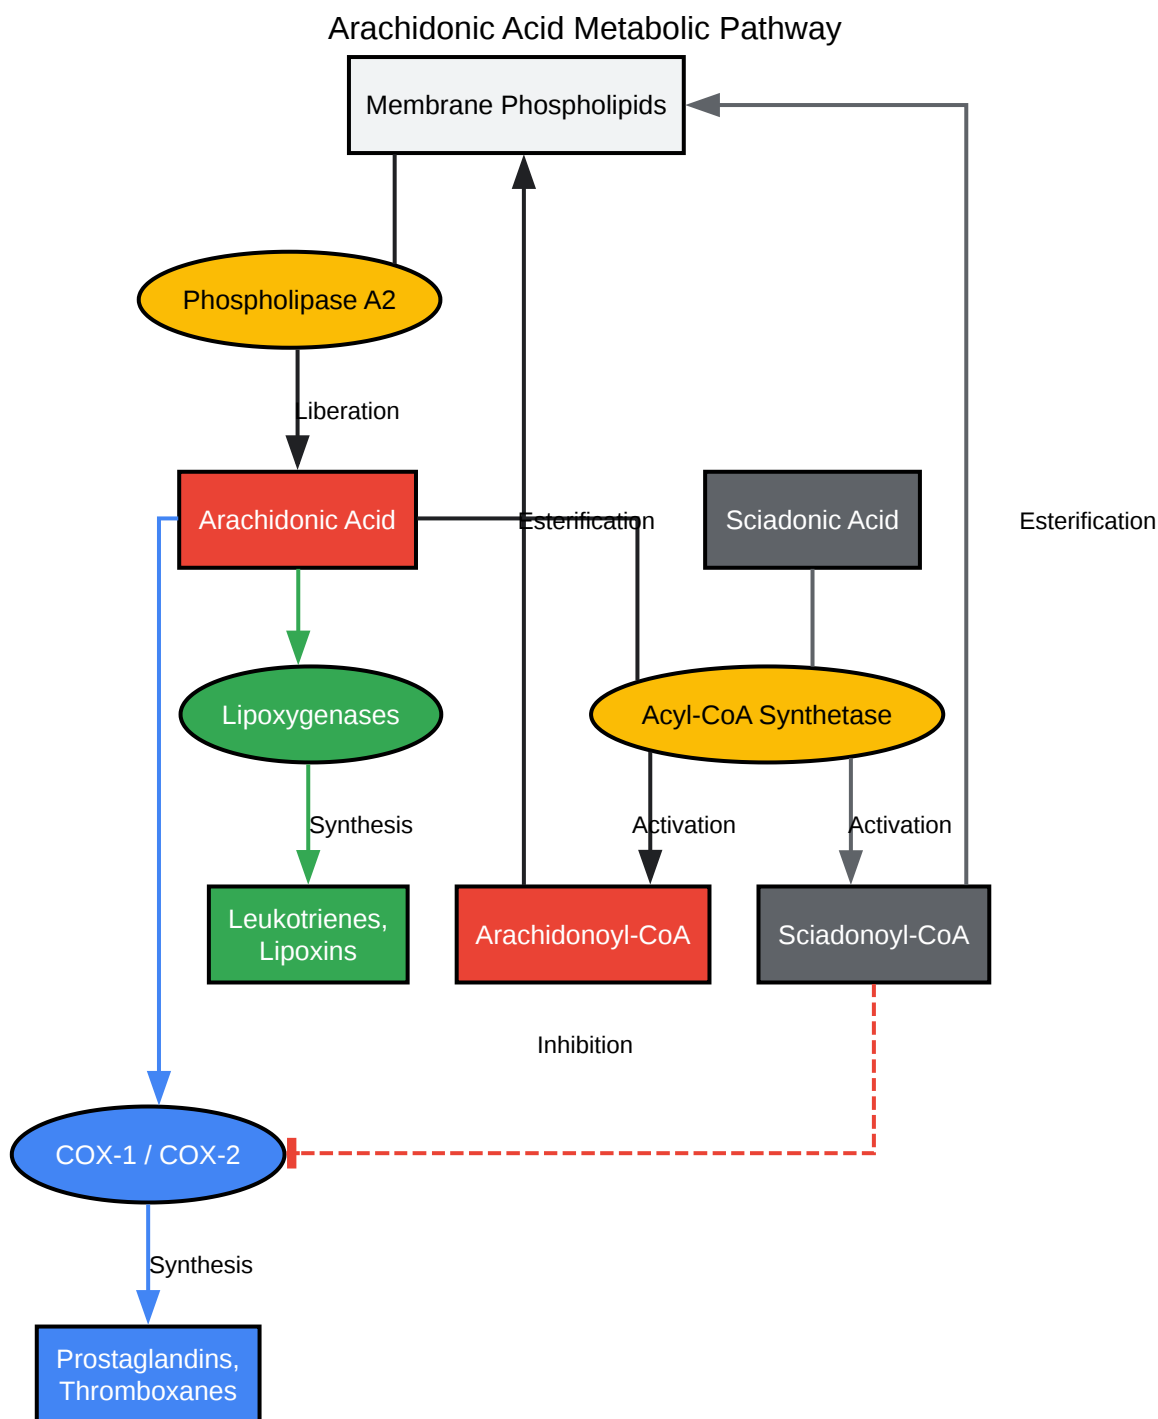 Arachidonic Acid Metabolic Pathway
Membrane Phospholipids
Phospholipase A2
Liberation
Arachidonic Acid
Esterification
Sciadonic Acid
Esterification
Lipoxygenases
Acyl-CoA Synthetase
Synthesis
Activation
Activation
Leukotrienes,
Lipoxins
Arachidonoyl-CoA
Sciadonoyl-CoA
Inhibition
COX-1 / COX-2
Synthesis
Prostaglandins,
Thromboxanes